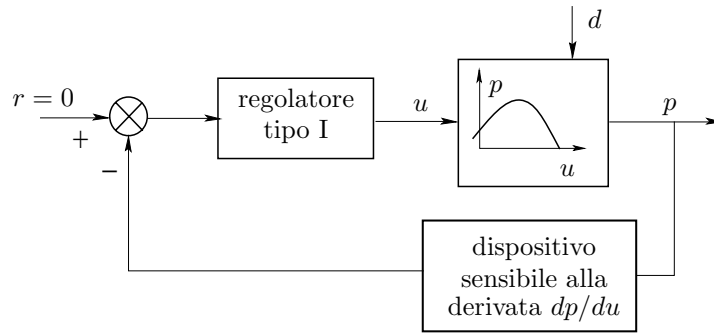 d
r = 0
+
−
regolatore
tipo I
u
p
u
p
dispositivo
sensibile alla
derivata dp/du